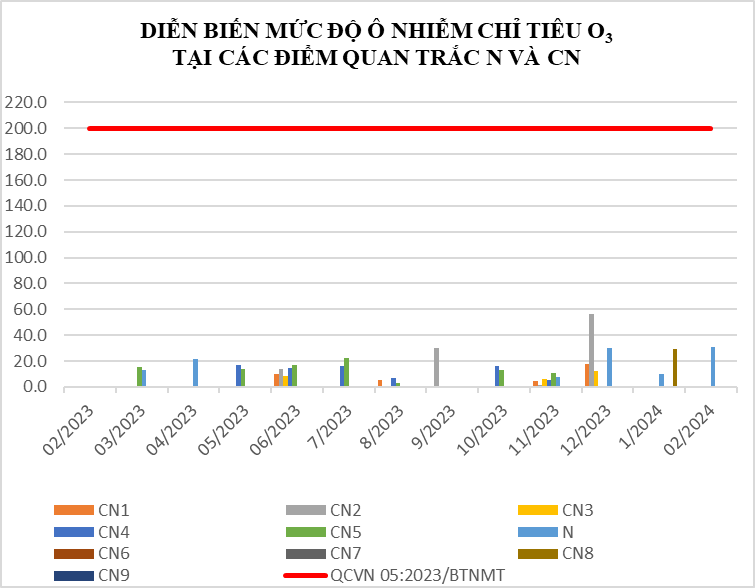 DIỄN BIẾN MỨC ĐỘ Ô NHIỄM CHỈ TIÊU O₃
TẠI CÁC ĐIỂM QUAN TRẮC N VÀ CN
220.0
200.0
180.0
160.0
140.0
120.0
100.0
80.0
60.0
40.0
20.0
0.0
02/2023 03/2023 04/2023 05/2023 06/2023 7/2023 8/2023 9/2023 10/2023 11/2023 12/2023 1/2024 02/2024
CN1 CN2 CN3
CN4 CN5 N
CN6 CN7 CN8
CN9 QCVN 05:2023/BTNMT